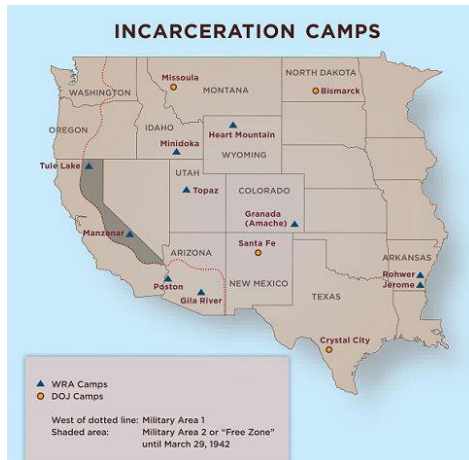 INCARCERATION CAMPS
Missoula
NORTH DAKOTA
WASHINGTON
MONTANA
Bismarck
OREGON
IDAHO
Heart Mountain
Minidoka
WYOMING
Tule Lake
UTAH
Topaz
COLORADO
Granada
(Amache)
Manzanar
Santa Fe
ARIZONA
ARKANSAS
Rohwer
Poston
NEW MEXICO
Jerome
Gila River
TEXAS
Crystal City
WRA Camps
DOJ Camps
West of dotted line: Military Area 1
Shaded area: Military Area 2 or “Free Zone”
until March 29, 1942